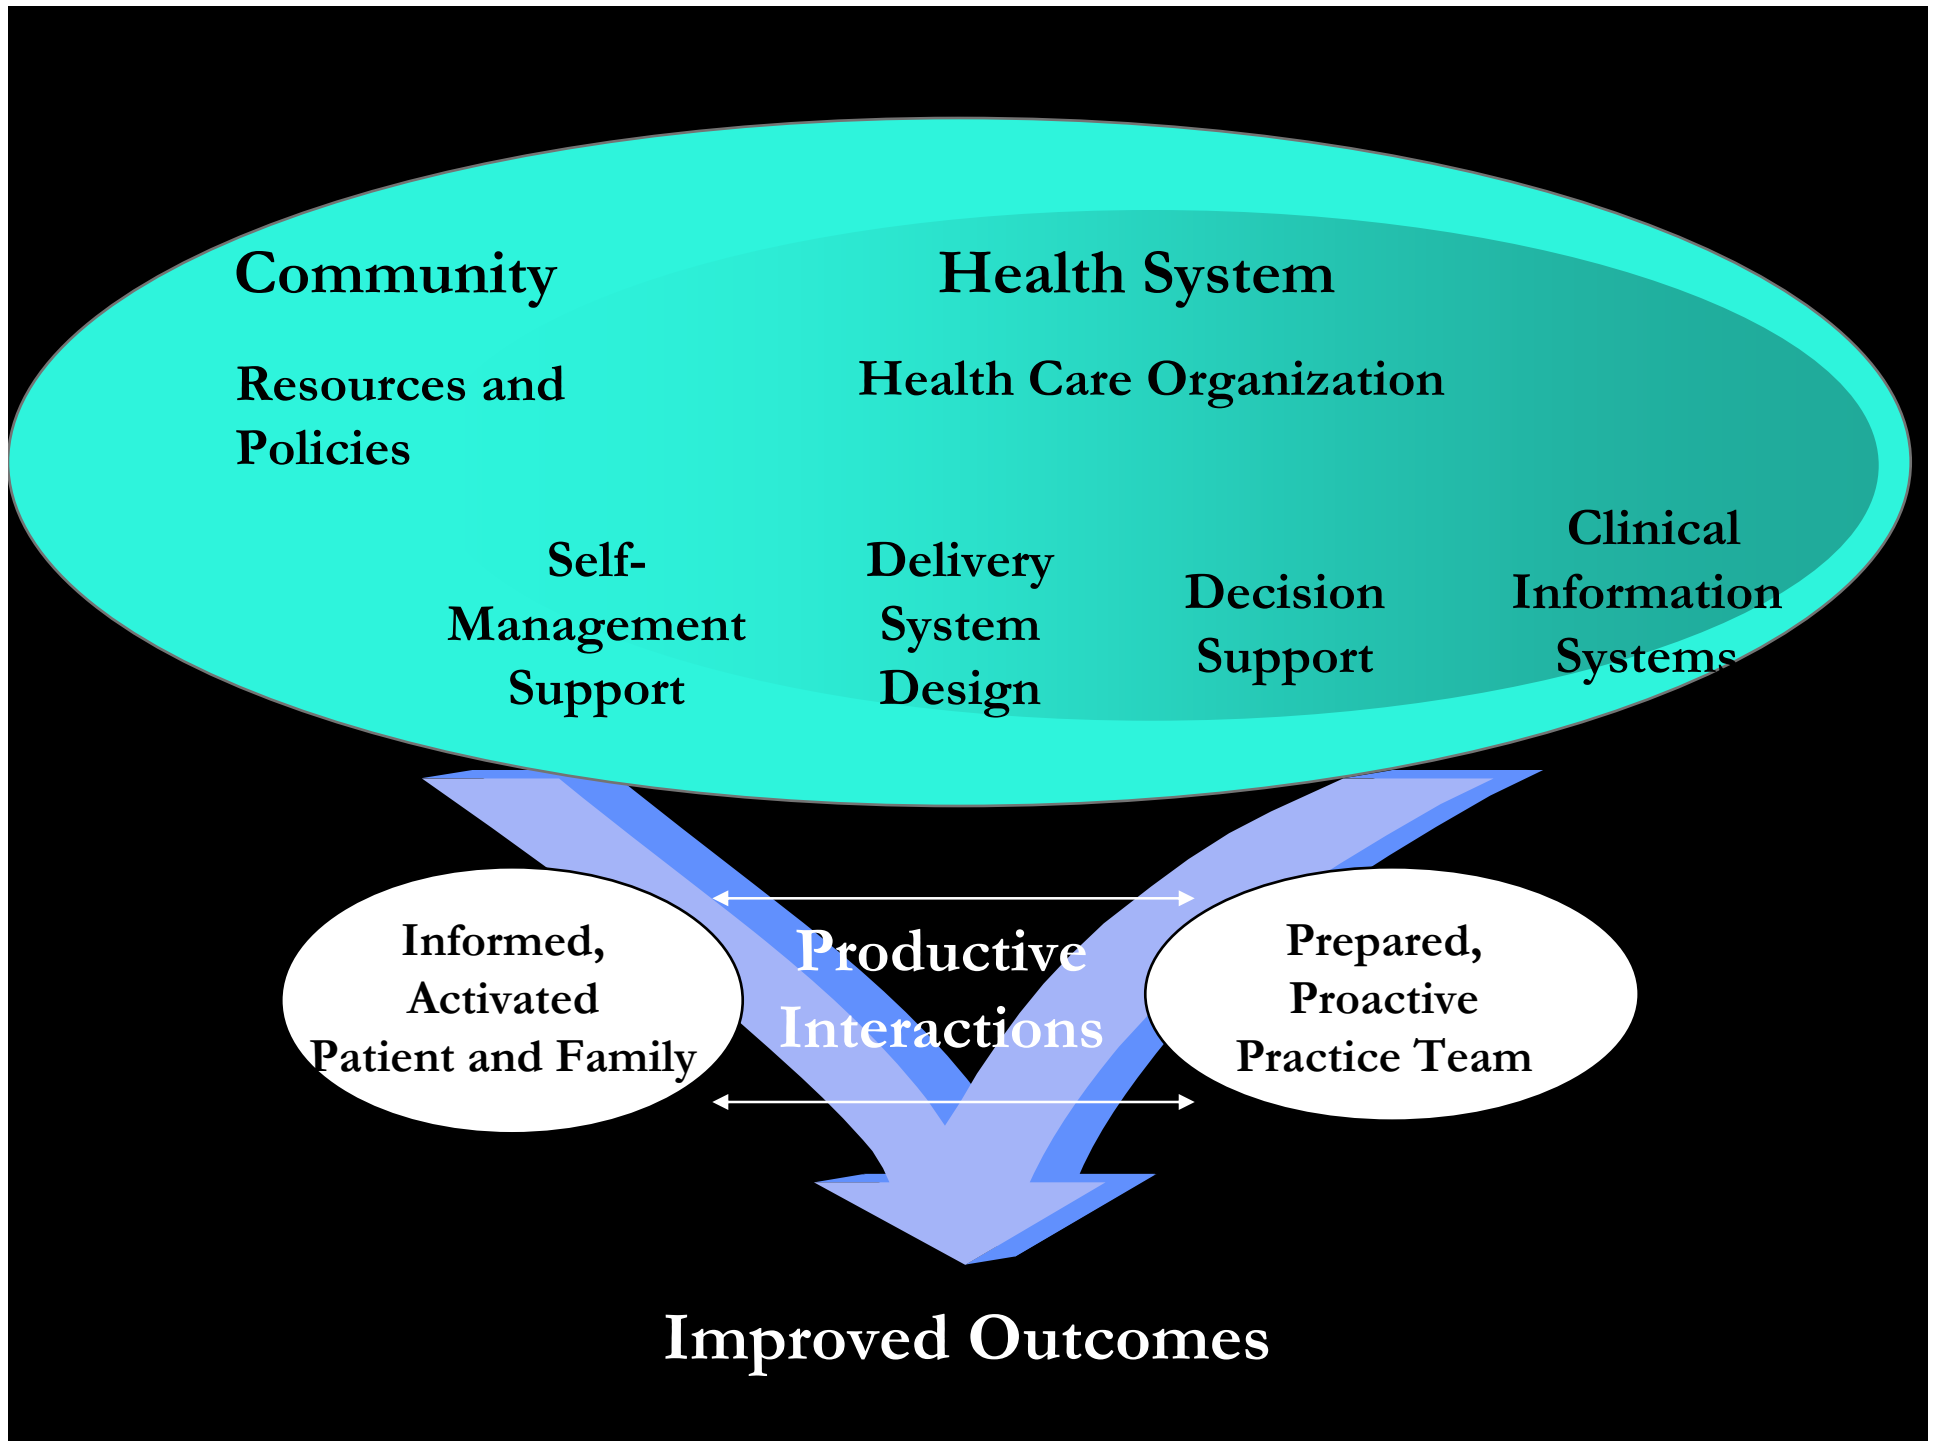 Community
Health System
Resources and
Policies
Health Care Organization
Self-
Management
Support
Delivery
System
Design
Decision
Support
Clinical
Information
Systems
Informed,
Activated
Patient and Family
Productive
Interactions
Prepared,
Proactive
Practice Team
Improved Outcomes